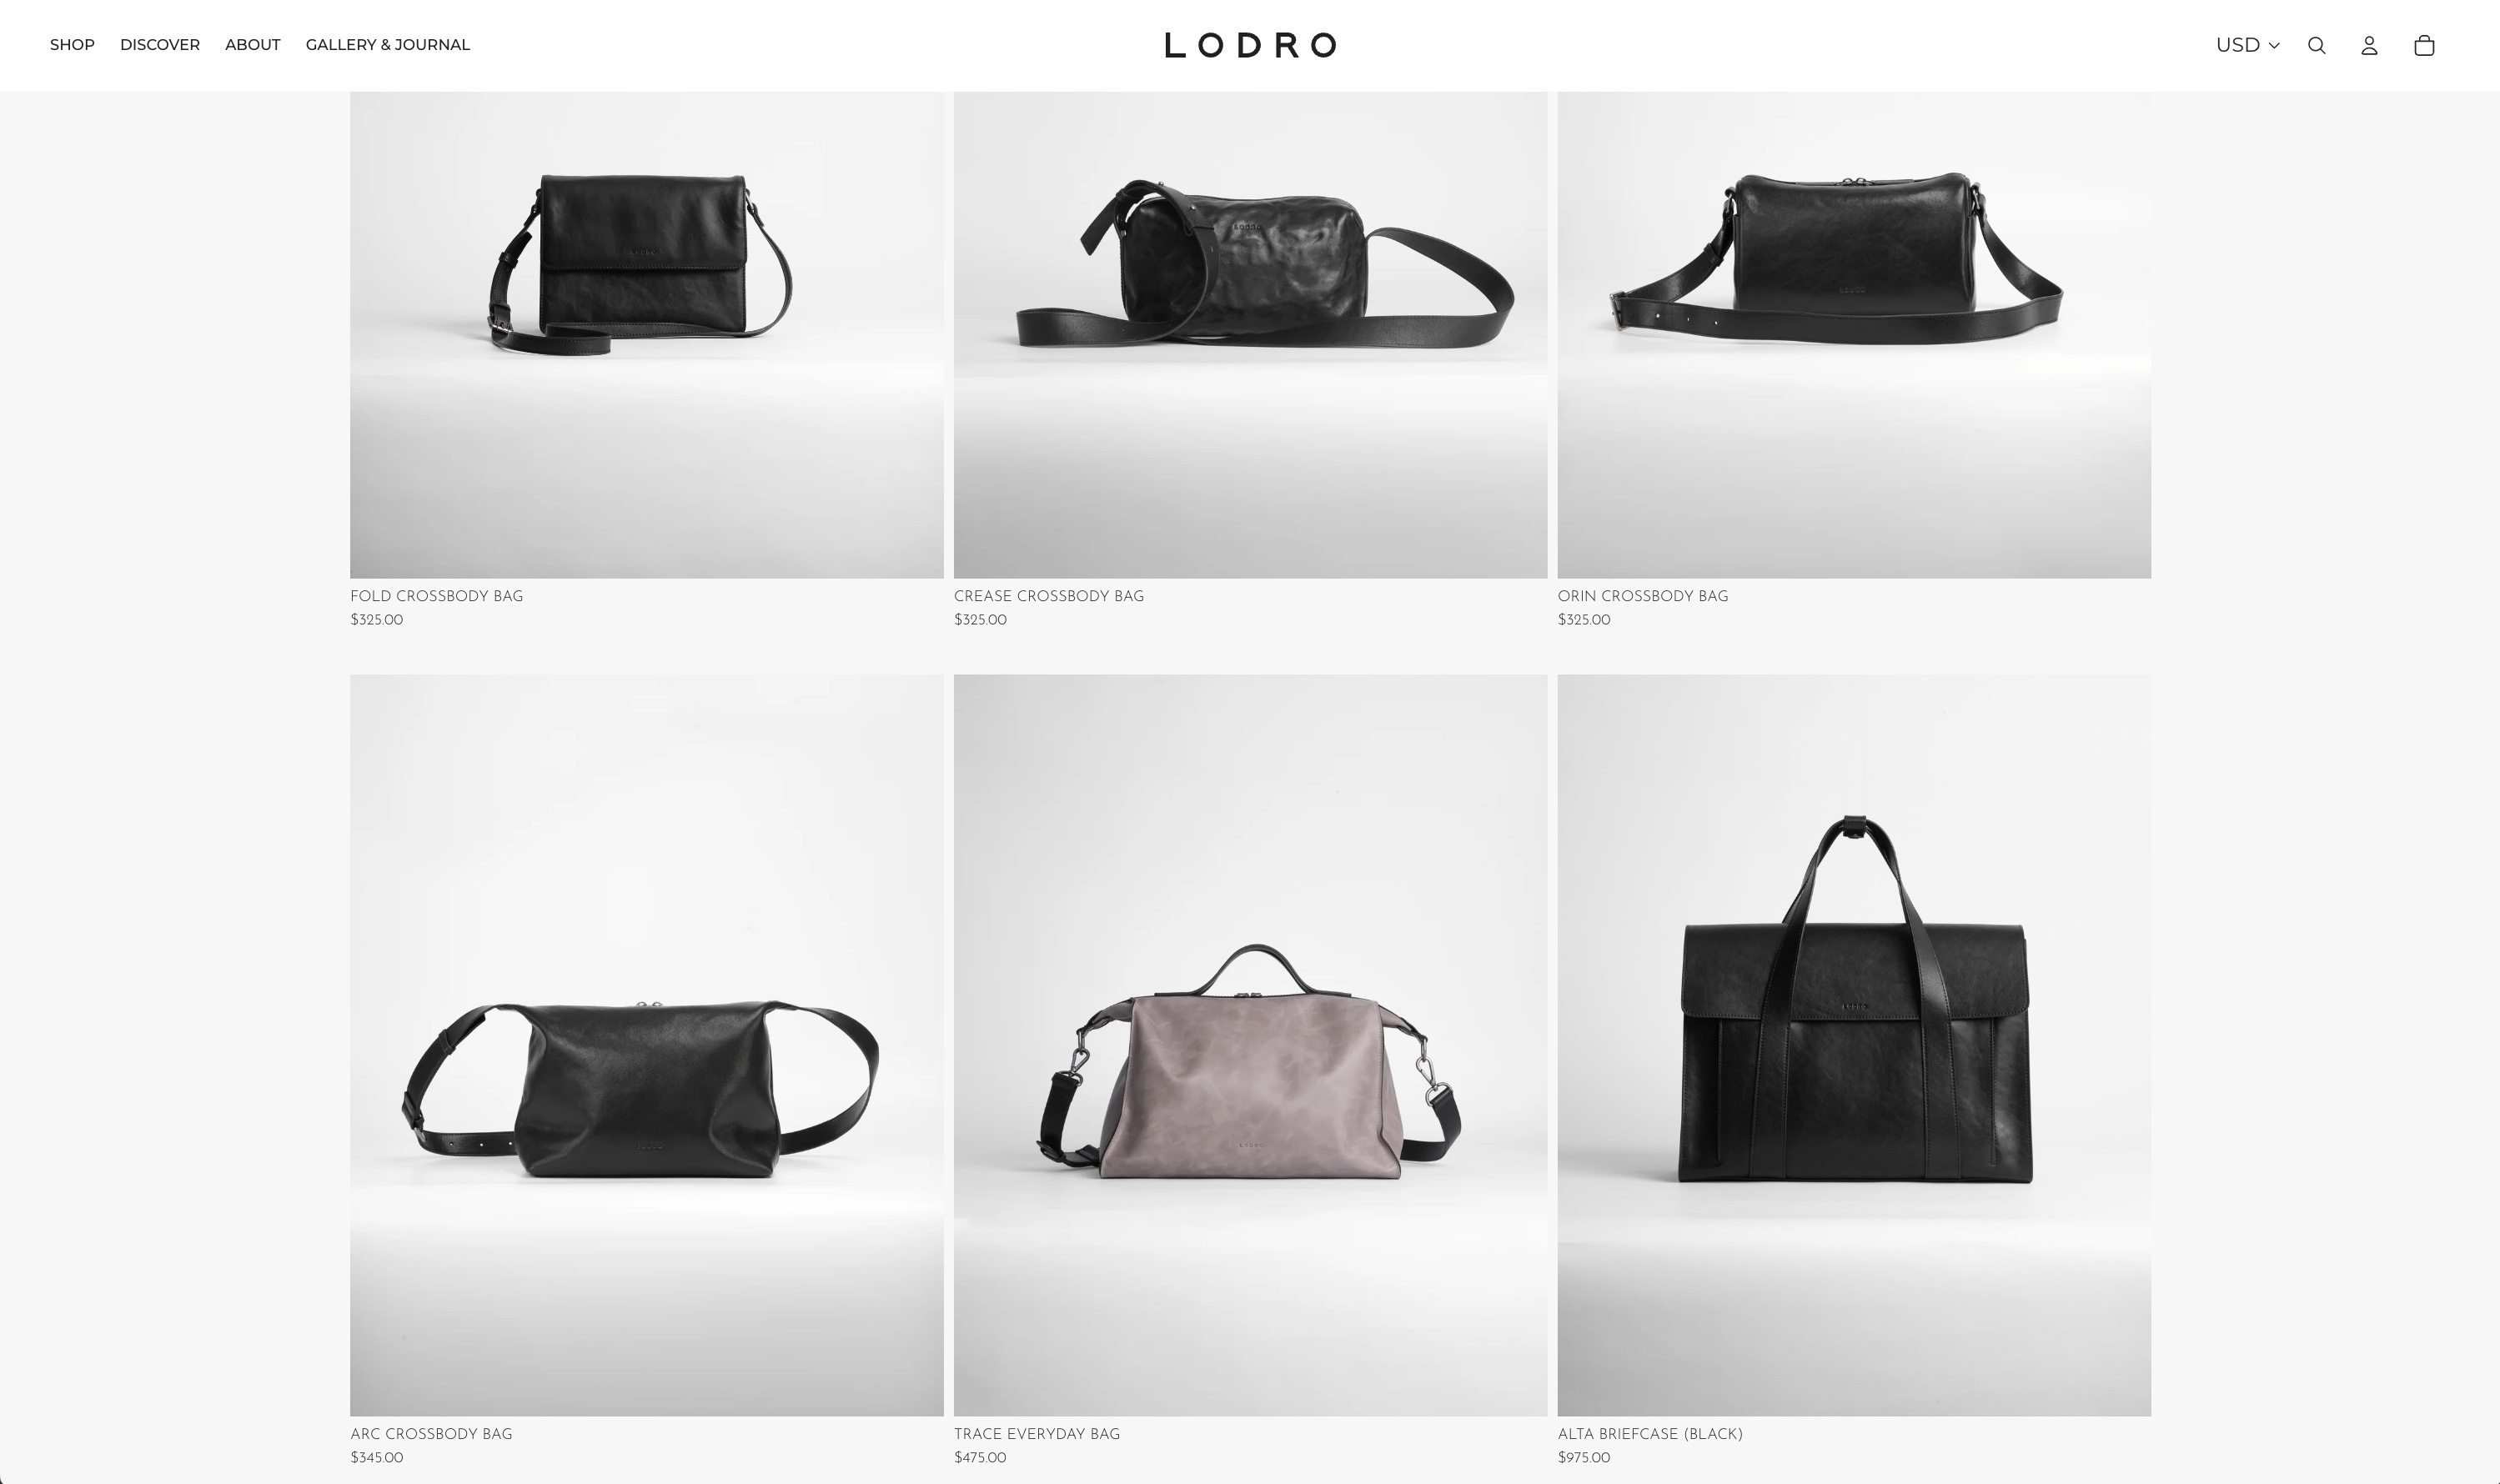 SHOP DISCOVER ABOUT GALLERY & JOURNAL
LODRO
USD
LODRO
FOLD CROSSBODY BAG
$325.00
CREASE CROSSBODY BAG
$325.00
ORIN CROSSBODY BAG
$325.00
ARC CROSSBODY BAG
$345.00
TRACE EVERYDAY BAG
$475.00
ALTA BRIEFCASE (BLACK)
$975.00